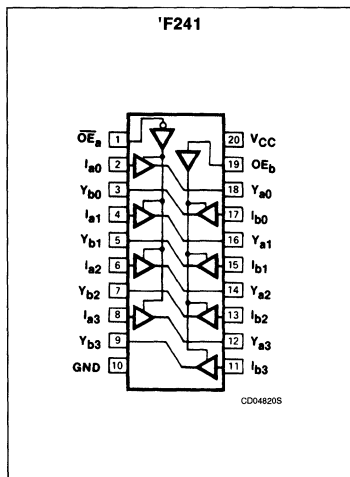 'F241
OEa 1 20 VCC
Ia0 2 19 OEb
Yb0 3 18 Ya0
Ia1 4 17 Ib0
Yb1 5 16 Ya1
Ia2 6 15 Ib1
Yb2 7 14 Ya2
Ia3 8 13 Ib2
Yb3 9 12 Ya3
GND 10 11 Ib3
CD04820S